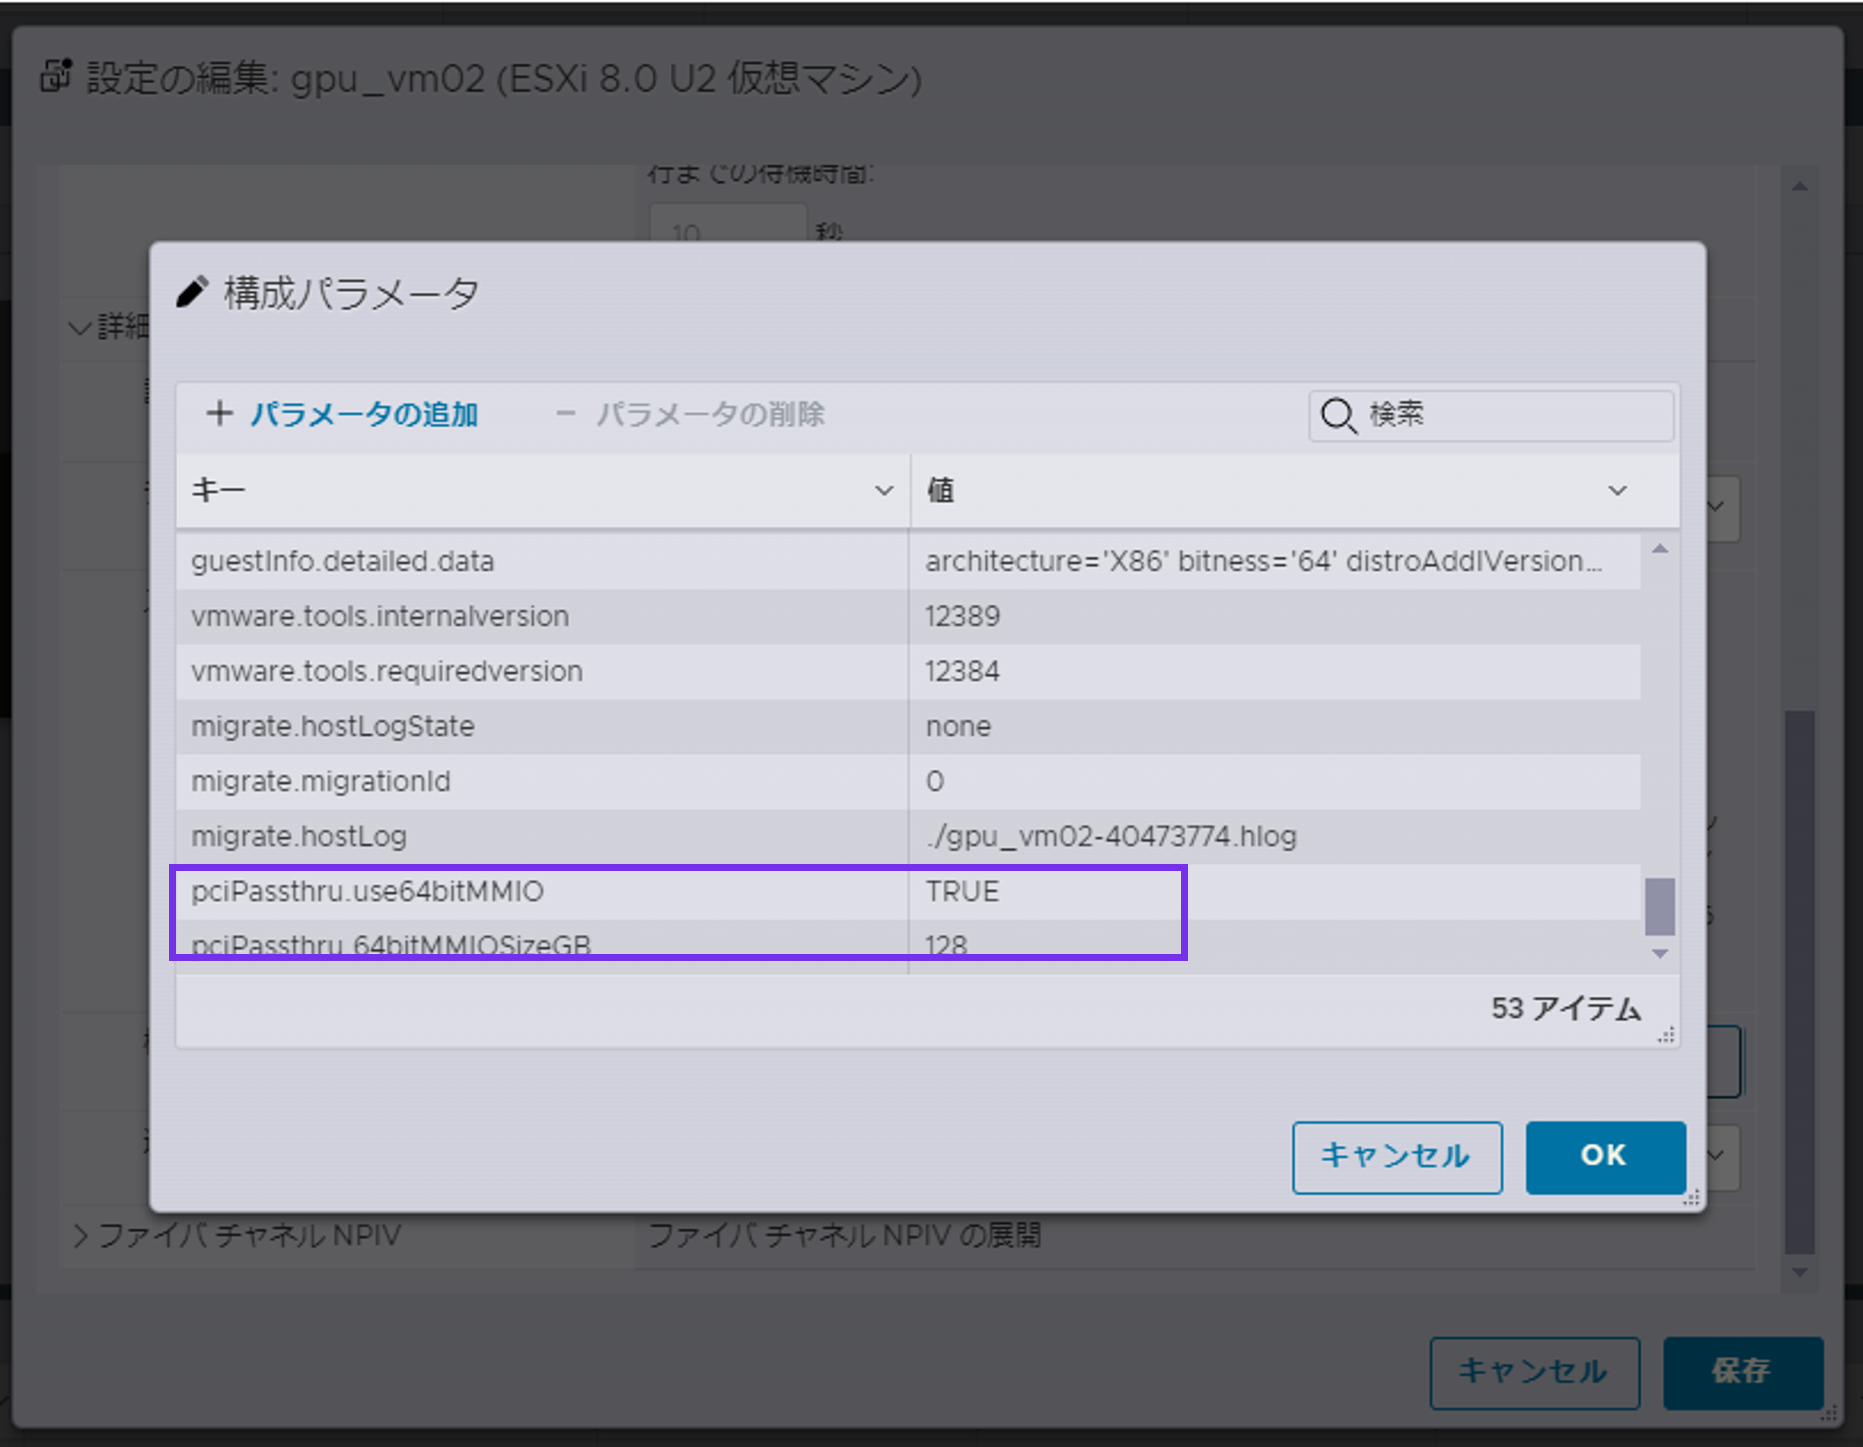 設定の編集: gpu_vm02 (ESXi 8.0 U2 仮想マシン)
行までの待機時間:
10 秒
詳細
構成パラメータ
パラメータの追加 パラメータの削除 検索
キー 値
guestInfo.detailed.data architecture='X86' bitness='64' distroAddlVersion...
vmware.tools.internalversion 12389
vmware.tools.requiredversion 12384
migrate.hostLogState none
migrate.migrationId 0
migrate.hostLog ./gpu_vm02-40473774.hlog
pciPassthru.use64bitMMIO TRUE
pciPassthru.64bitMMIOSizeGB 128
53 アイテム
キャンセル OK
ファイバ チャネル NPIV ファイバ チャネル NPIV の展開
キャンセル 保存